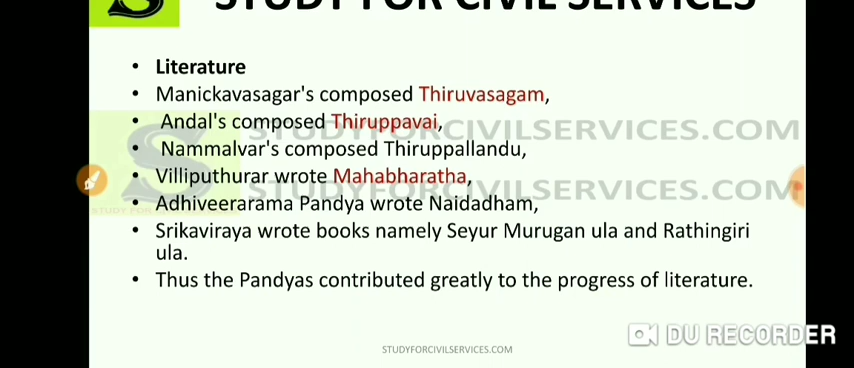 STUDY FOR CIVIL SERVICES
• Literature
• Manickavasagar's composed Thiruvasagam,
• Andal's composed Thiruppavai,
STUDYFORCIVILSERVICES.COM
• Nammalvar's composed Thiruppallandu,
• Villiputhurar wrote Mahabharatha,
STUDYFORCIVILSERVICES.COM
• Adhiveerarama Pandya wrote Naidadham,
• Srikaviraya wrote books namely Seyur Murugan ula and Rathingiri
ula.
• Thus the Pandyas contributed greatly to the progress of literature.
DU RECORDER
STUDYFORCIVILSERVICES.COM